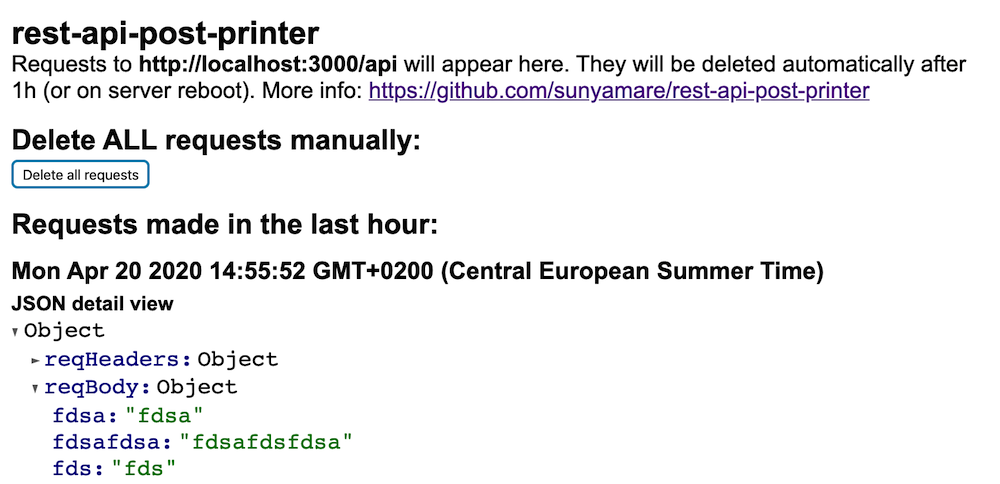 rest-api-post-printer
Requests to http://localhost:3000/api will appear here. They will be deleted automatically after
1h (or on server reboot). More info: https://github.com/sunyamare/rest-api-post-printer
Delete ALL requests manually:
Delete all requests
Requests made in the last hour:
Mon Apr 20 2020 14:55:52 GMT+0200 (Central European Summer Time)
JSON detail view
Object
reqHeaders: Object
reqBody: Object
fdsa: "fdsa"
fdsafdsa: "fdsafdsfdsa"
fds: "fds"